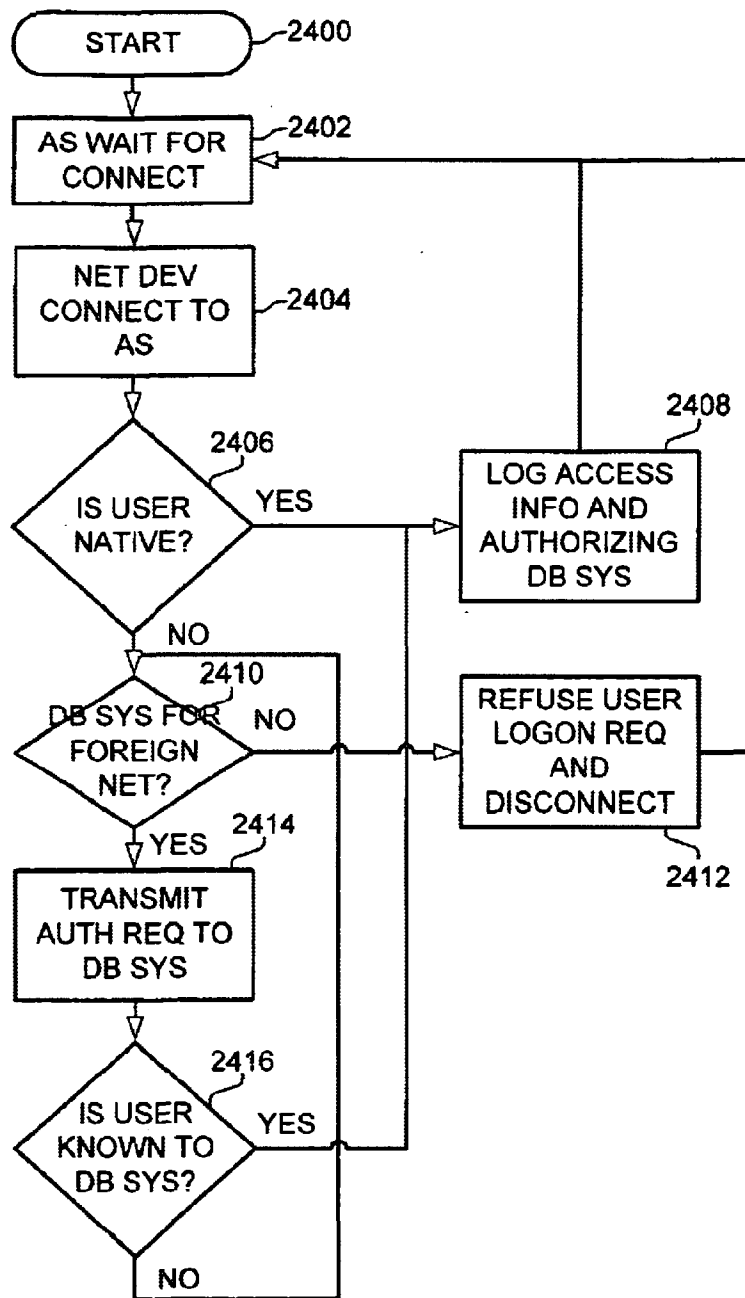 START
2400
AS WAIT FOR
CONNECT
2402
NET DEV
CONNECT TO
AS
2404
2406
IS USER
NATIVE?
YES
NO
2408
LOG ACCESS
INFO AND
AUTHORIZING
DB SYS
2410
DB SYS FOR
FOREIGN
NET?
NO
YES
REFUSE USER
LOGON REQ
AND
DISCONNECT
2412
2414
TRANSMIT
AUTH REQ TO
DB SYS
2416
IS USER
KNOWN TO
DB SYS?
YES
NO